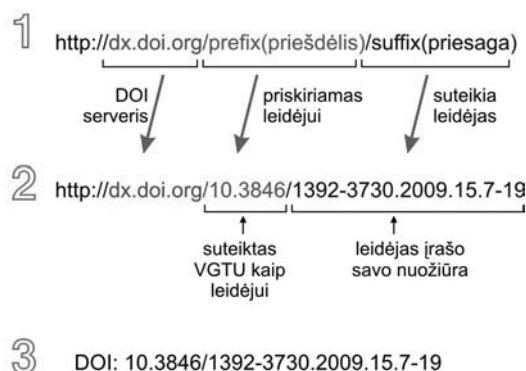 1 http://dx.doi.org/prefix(priešdėlis)/suffix(priesaga)
DOI serveris
priskiriamas leidėjui
suteikia leidėjas
2 http://dx.doi.org/10.3846/1392-3730.2009.15.7-19
suteiktas
VGTU kaip
leidėjui
leidėjas įrašo
savo nuožiūra
3 DOI: 10.3846/1392-3730.2009.15.7-19